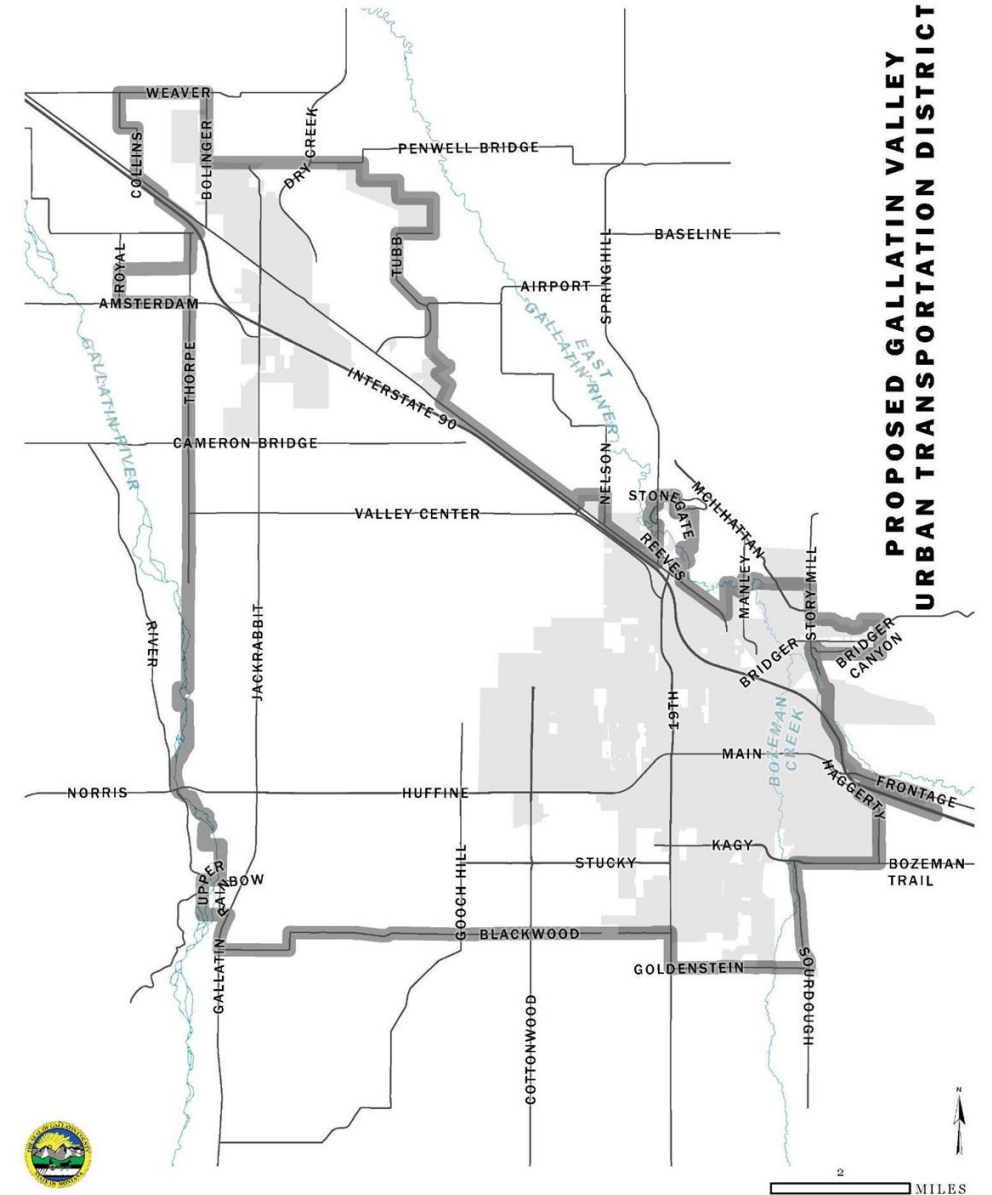 PROPOSED GALLATIN VALLEY
URBAN TRANSPORTATION DISTRICT
WEAVER
COLLINS
BOLINGER
DRY CREEK
PENWELL BRIDGE
TUBB
BASELINE
SPRINGHILL
ROYAL
AMSTERDAM
AIRPORT
EAST
GALLATIN RIVER
GALLATIN RIVER
THORPE
INTERSTATE 90
CAMERON BRIDGE
NELSON
STONEGATE
MCILHATTAN
VALLEY CENTER
REEVES
MANLEY
STORY MILL
RIVER
JACKRABBIT
BRIDGER
BRIDGER
CANYON
19TH
BOZEMAN
CREEK
MAIN
HAGGERTY
FRONTAGE
NORRIS
HUFFINE
KAGY
STUCKY
BOZEMAN
TRAIL
UPPER
RAINBOW
GOOCH HILL
BLACKWOOD
GALLATIN
GOLDENSTEIN
SOURDOUGH
COTTONWOOD
N
2
MILES